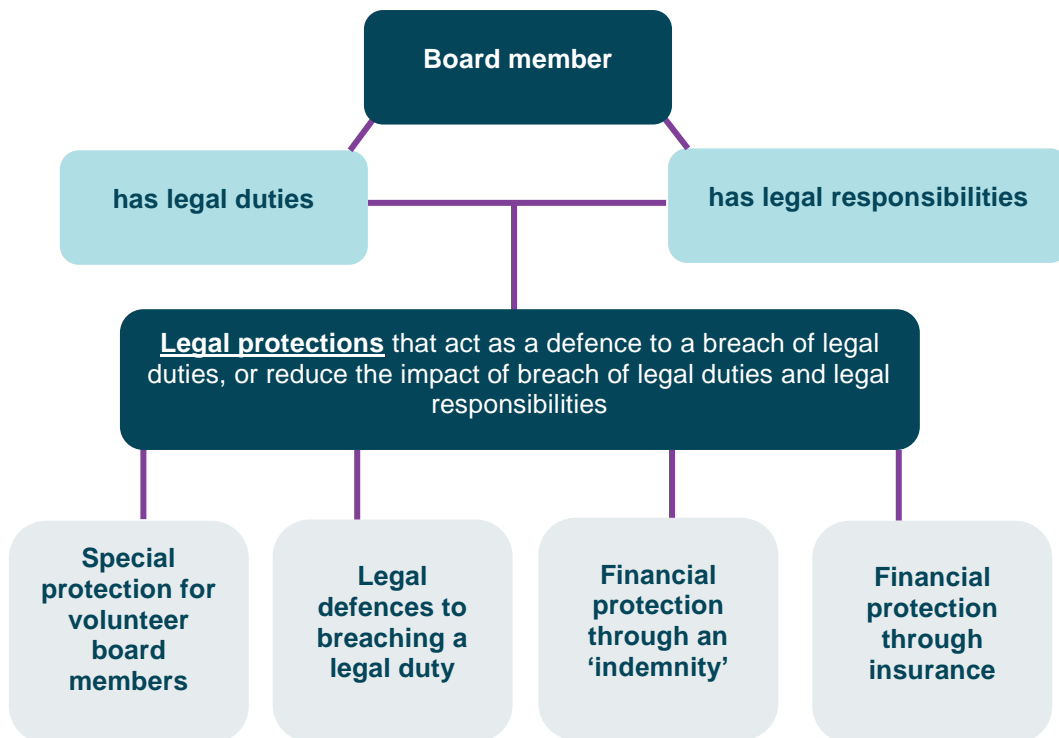 Board member
has legal duties
has legal responsibilities
Legal protections that act as a defence to a breach of legal
duties, or reduce the impact of breach of legal duties and legal
responsibilities
Special
protection for
volunteer
board
members
Legal
defences to
breaching a
legal duty
Financial
protection
through an
‘indemnity’
Financial
protection
through
insurance